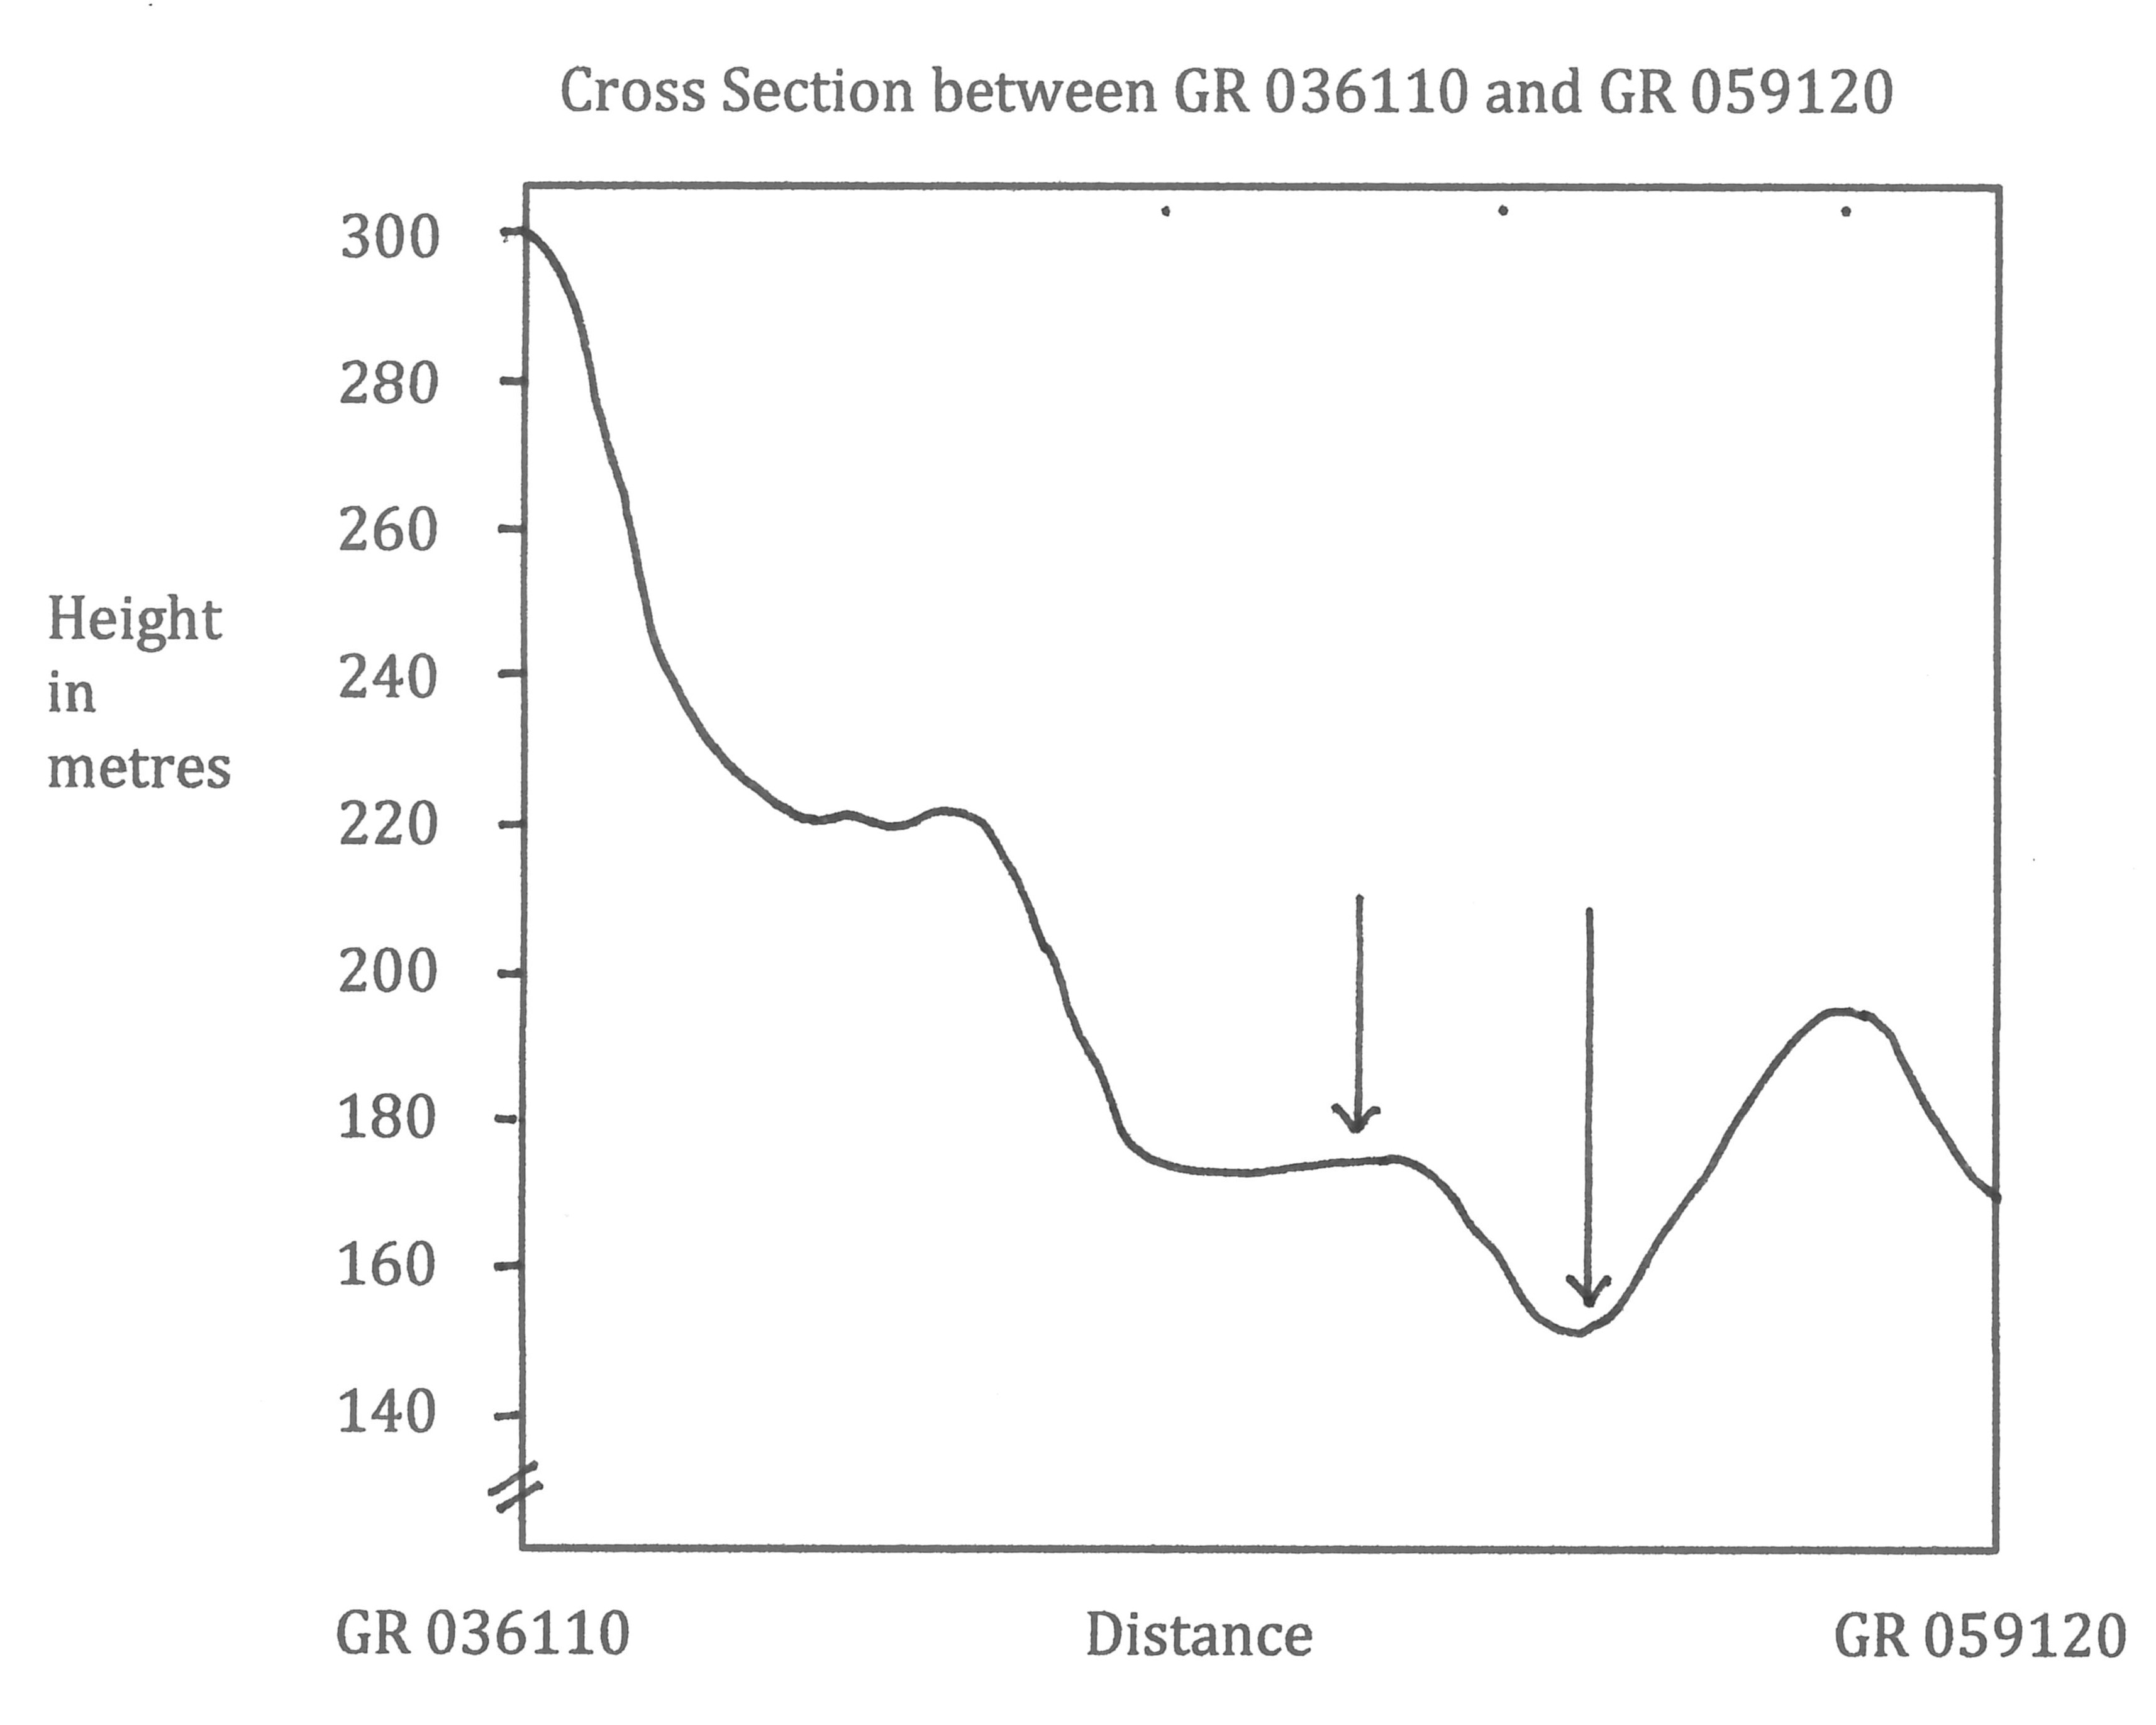 Cross Section between GR 036110 and GR 059120
300
280
260
Height
in
metres
240
220
200
180
160
140
GR 036110
Distance
GR 059120